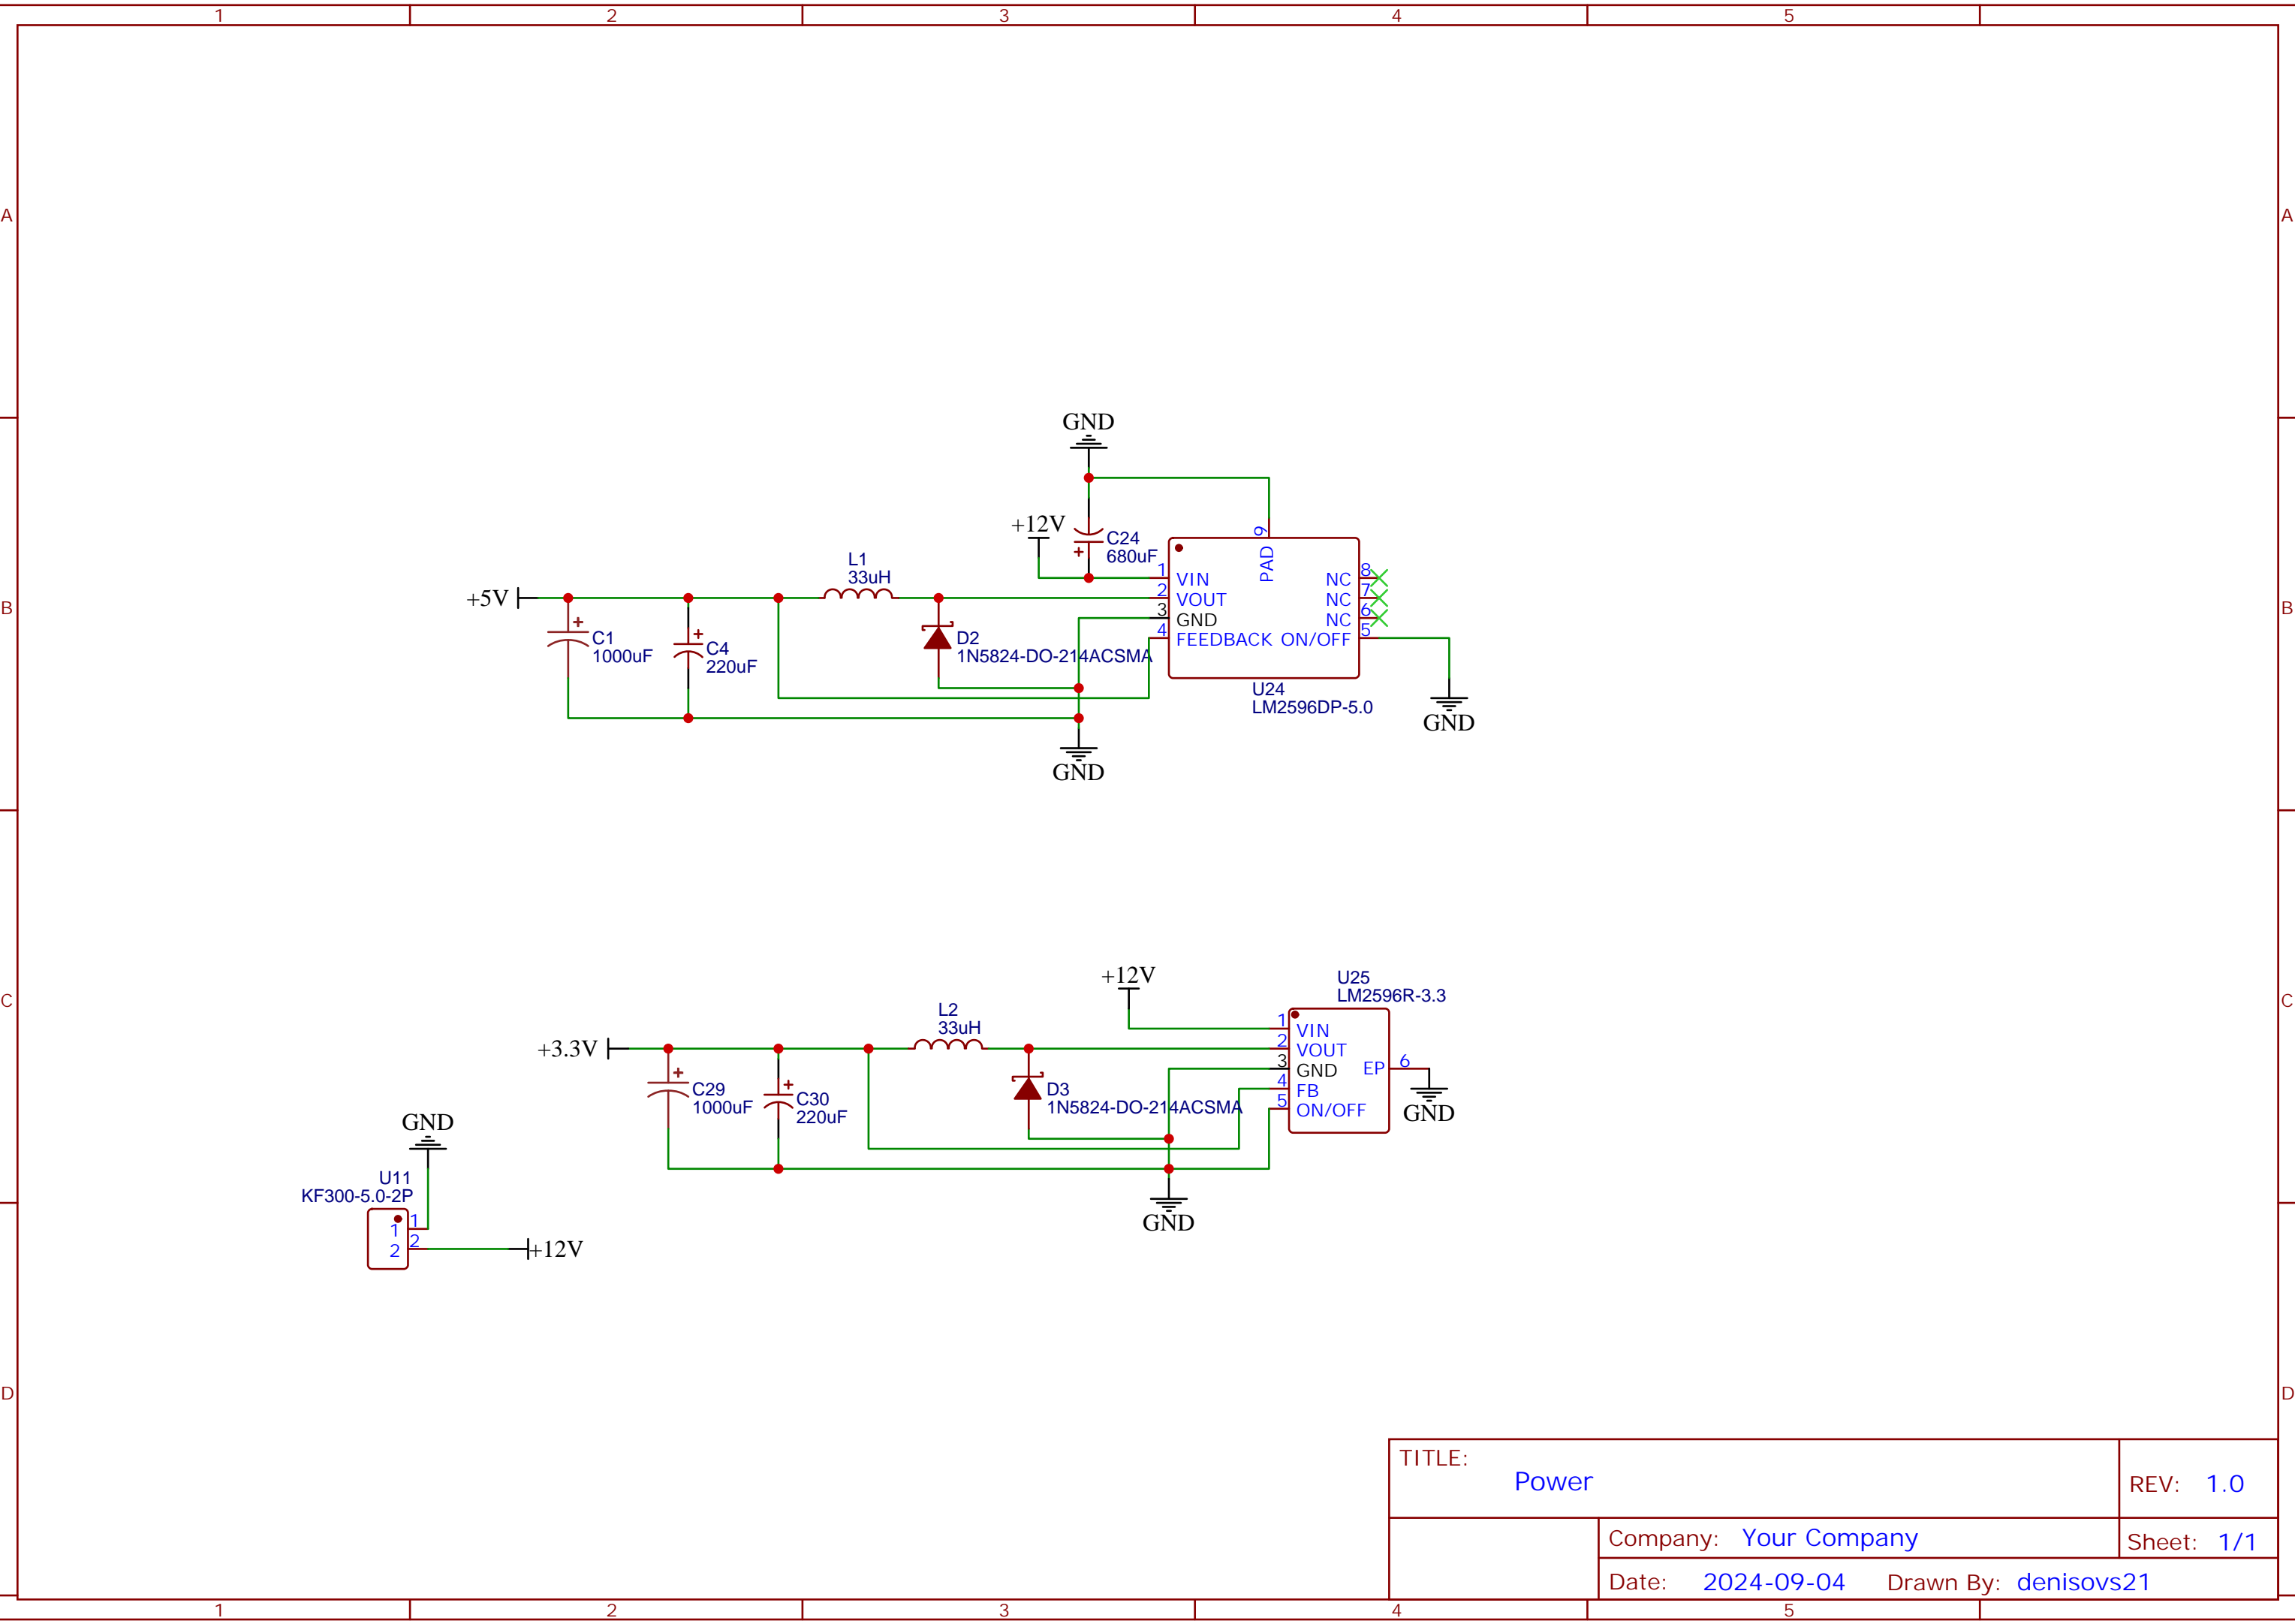 1 2 3 4 5
A A
GND
+12V
C24
680uF
9
PAD
L1
33uH
+5V
C1
1000uF
C4
220uF
D2
1N5824-DO-214ACSMA
1 VIN
2 VOUT
3 GND
4 FEEDBACK
NC 8
NC 7
NC 6
ON/OFF 5
U24
LM2596DP-5.0
GND
GND
B B
+12V
U25
LM2596R-3.3
L2
33uH
+3.3V
C29
1000uF
C30
220uF
D3
1N5824-DO-214ACSMA
1 VIN
2 VOUT
3 GND
4 FB
5 ON/OFF
EP 6
GND
GND
C C
GND
U11
KF300-5.0-2P
1 1
2 2
+12V
D D
TITLE:
Power
REV: 1.0
Company: Your Company
Sheet: 1/1
Date: 2024-09-04 Drawn By: denisovs21
1 2 3 4 5